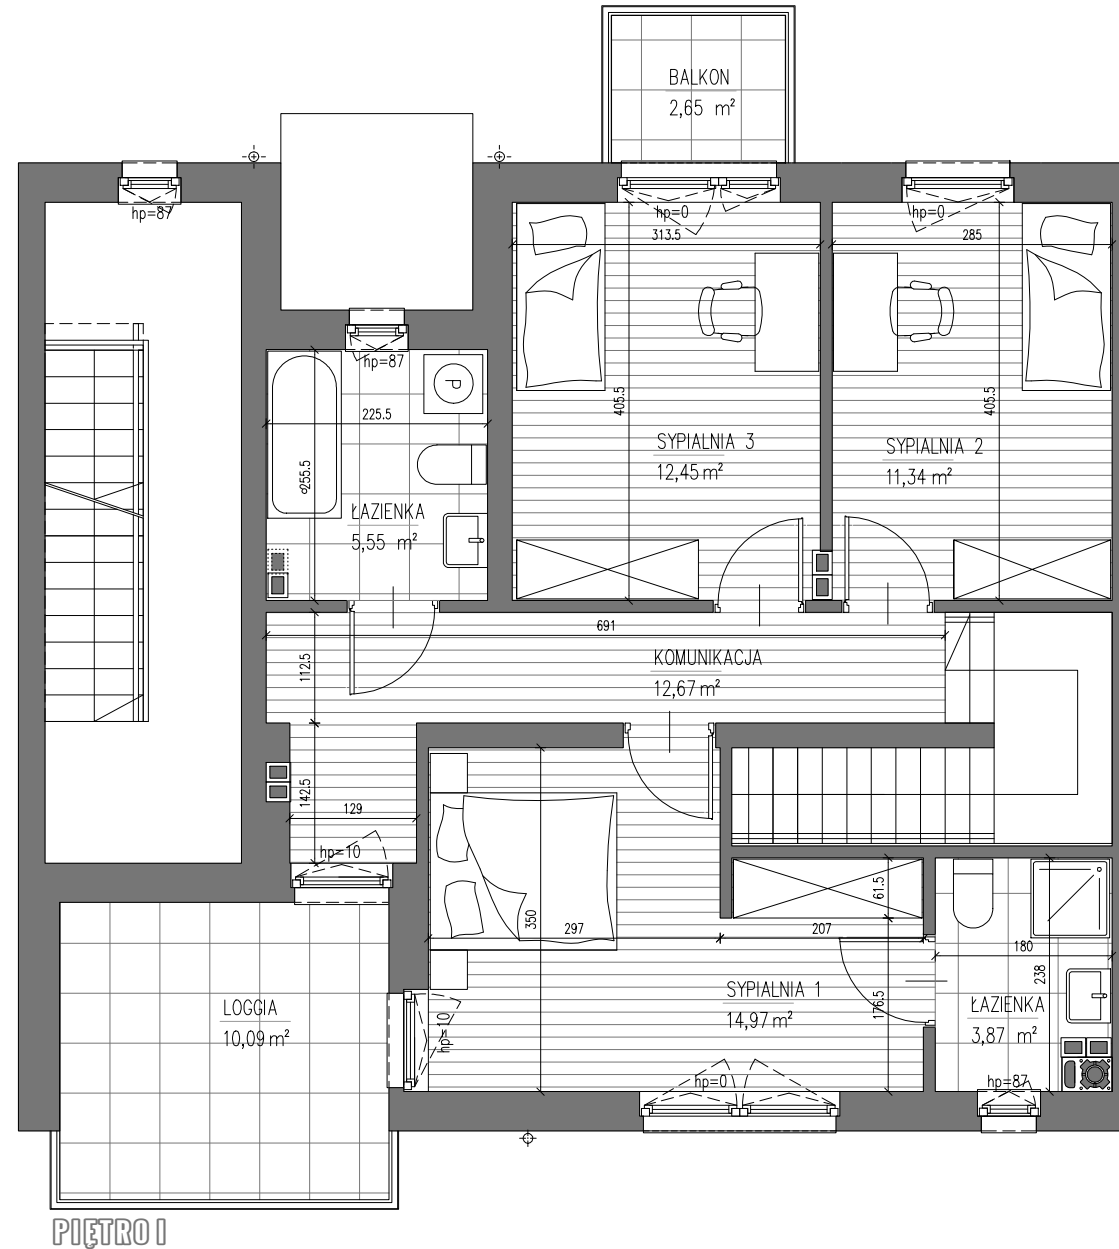 BALKON
2,65 m²
hp=87
hp=0
hp=0
313.5
285
hp=87
P
225.5
405.5
405.5
SYPIALNIA 3
12,45 m²
SYPIALNIA 2
11,34 m²
255.5
ŁAZIENKA
5,55 m²
691
112.5
KOMUNIKACJA
12,67 m²
142.5
129
hp=10
350
297
61.5
207
180
238
SYPIALNIA 1
14,97 m²
176.5
ŁAZIENKA
3,87 m²
LOGGIA
10,09 m²
hp=10
hp=0
hp=87
PIĘTRO I